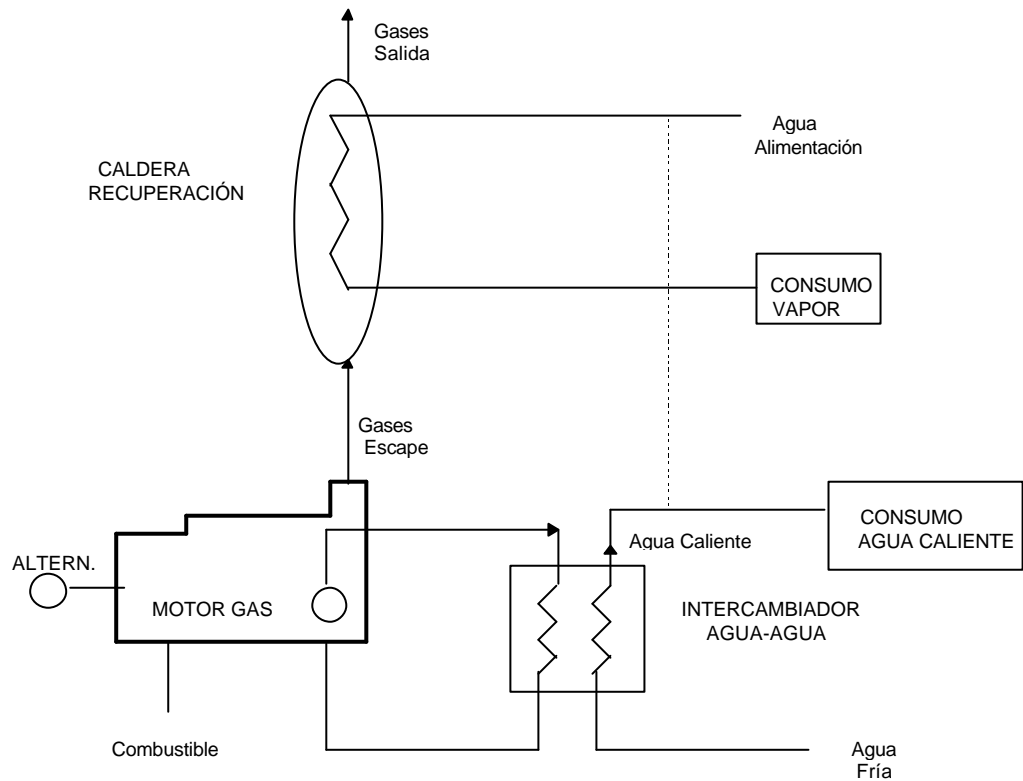 Gases
Salida
Agua
Alimentación
CALDERA
RECUPERACIÓN
CONSUMO
VAPOR
Gases
Escape
CONSUMO
AGUA CALIENTE
Agua Caliente
ALTERN.
MOTOR GAS
INTERCAMBIADOR
AGUA-AGUA
Combustible
Agua
Fría